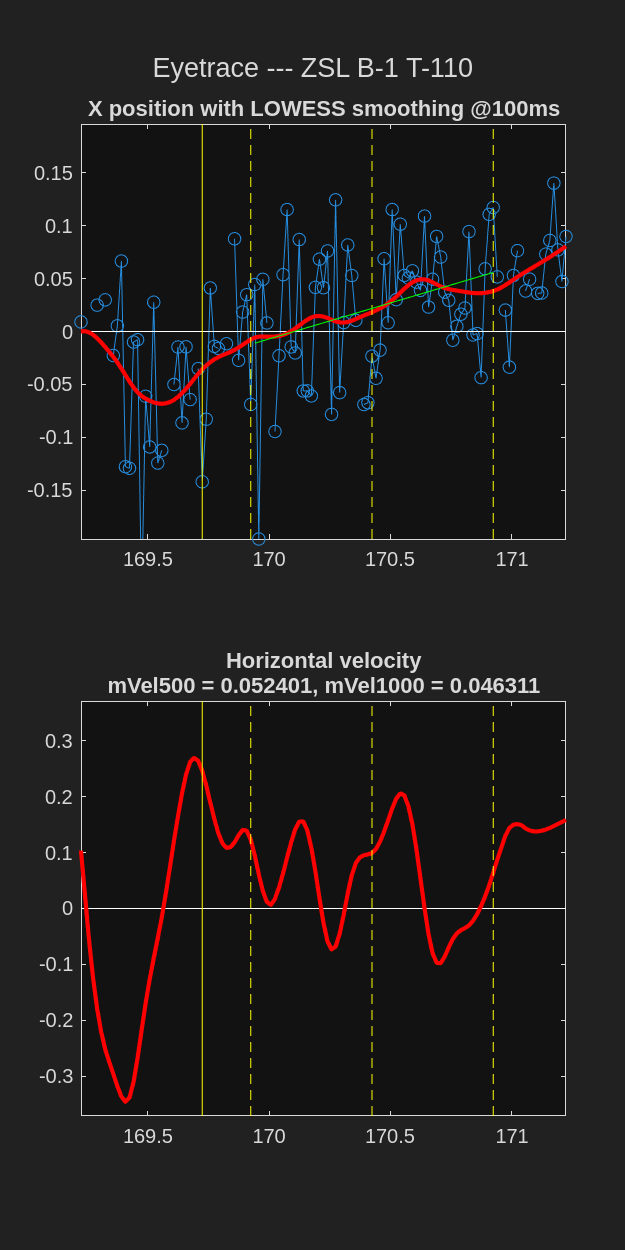 Eyetrace --- ZSL B-1 T-110
X position with LOWESS smoothing @100ms
0.15
0.1
0.05
0
-0.05
-0.1
-0.15
169.5 170 170.5 171
Horizontal velocity
mVel500 = 0.052401, mVel1000 = 0.046311
0.3
0.2
0.1
0
-0.1
-0.2
-0.3
169.5 170 170.5 171